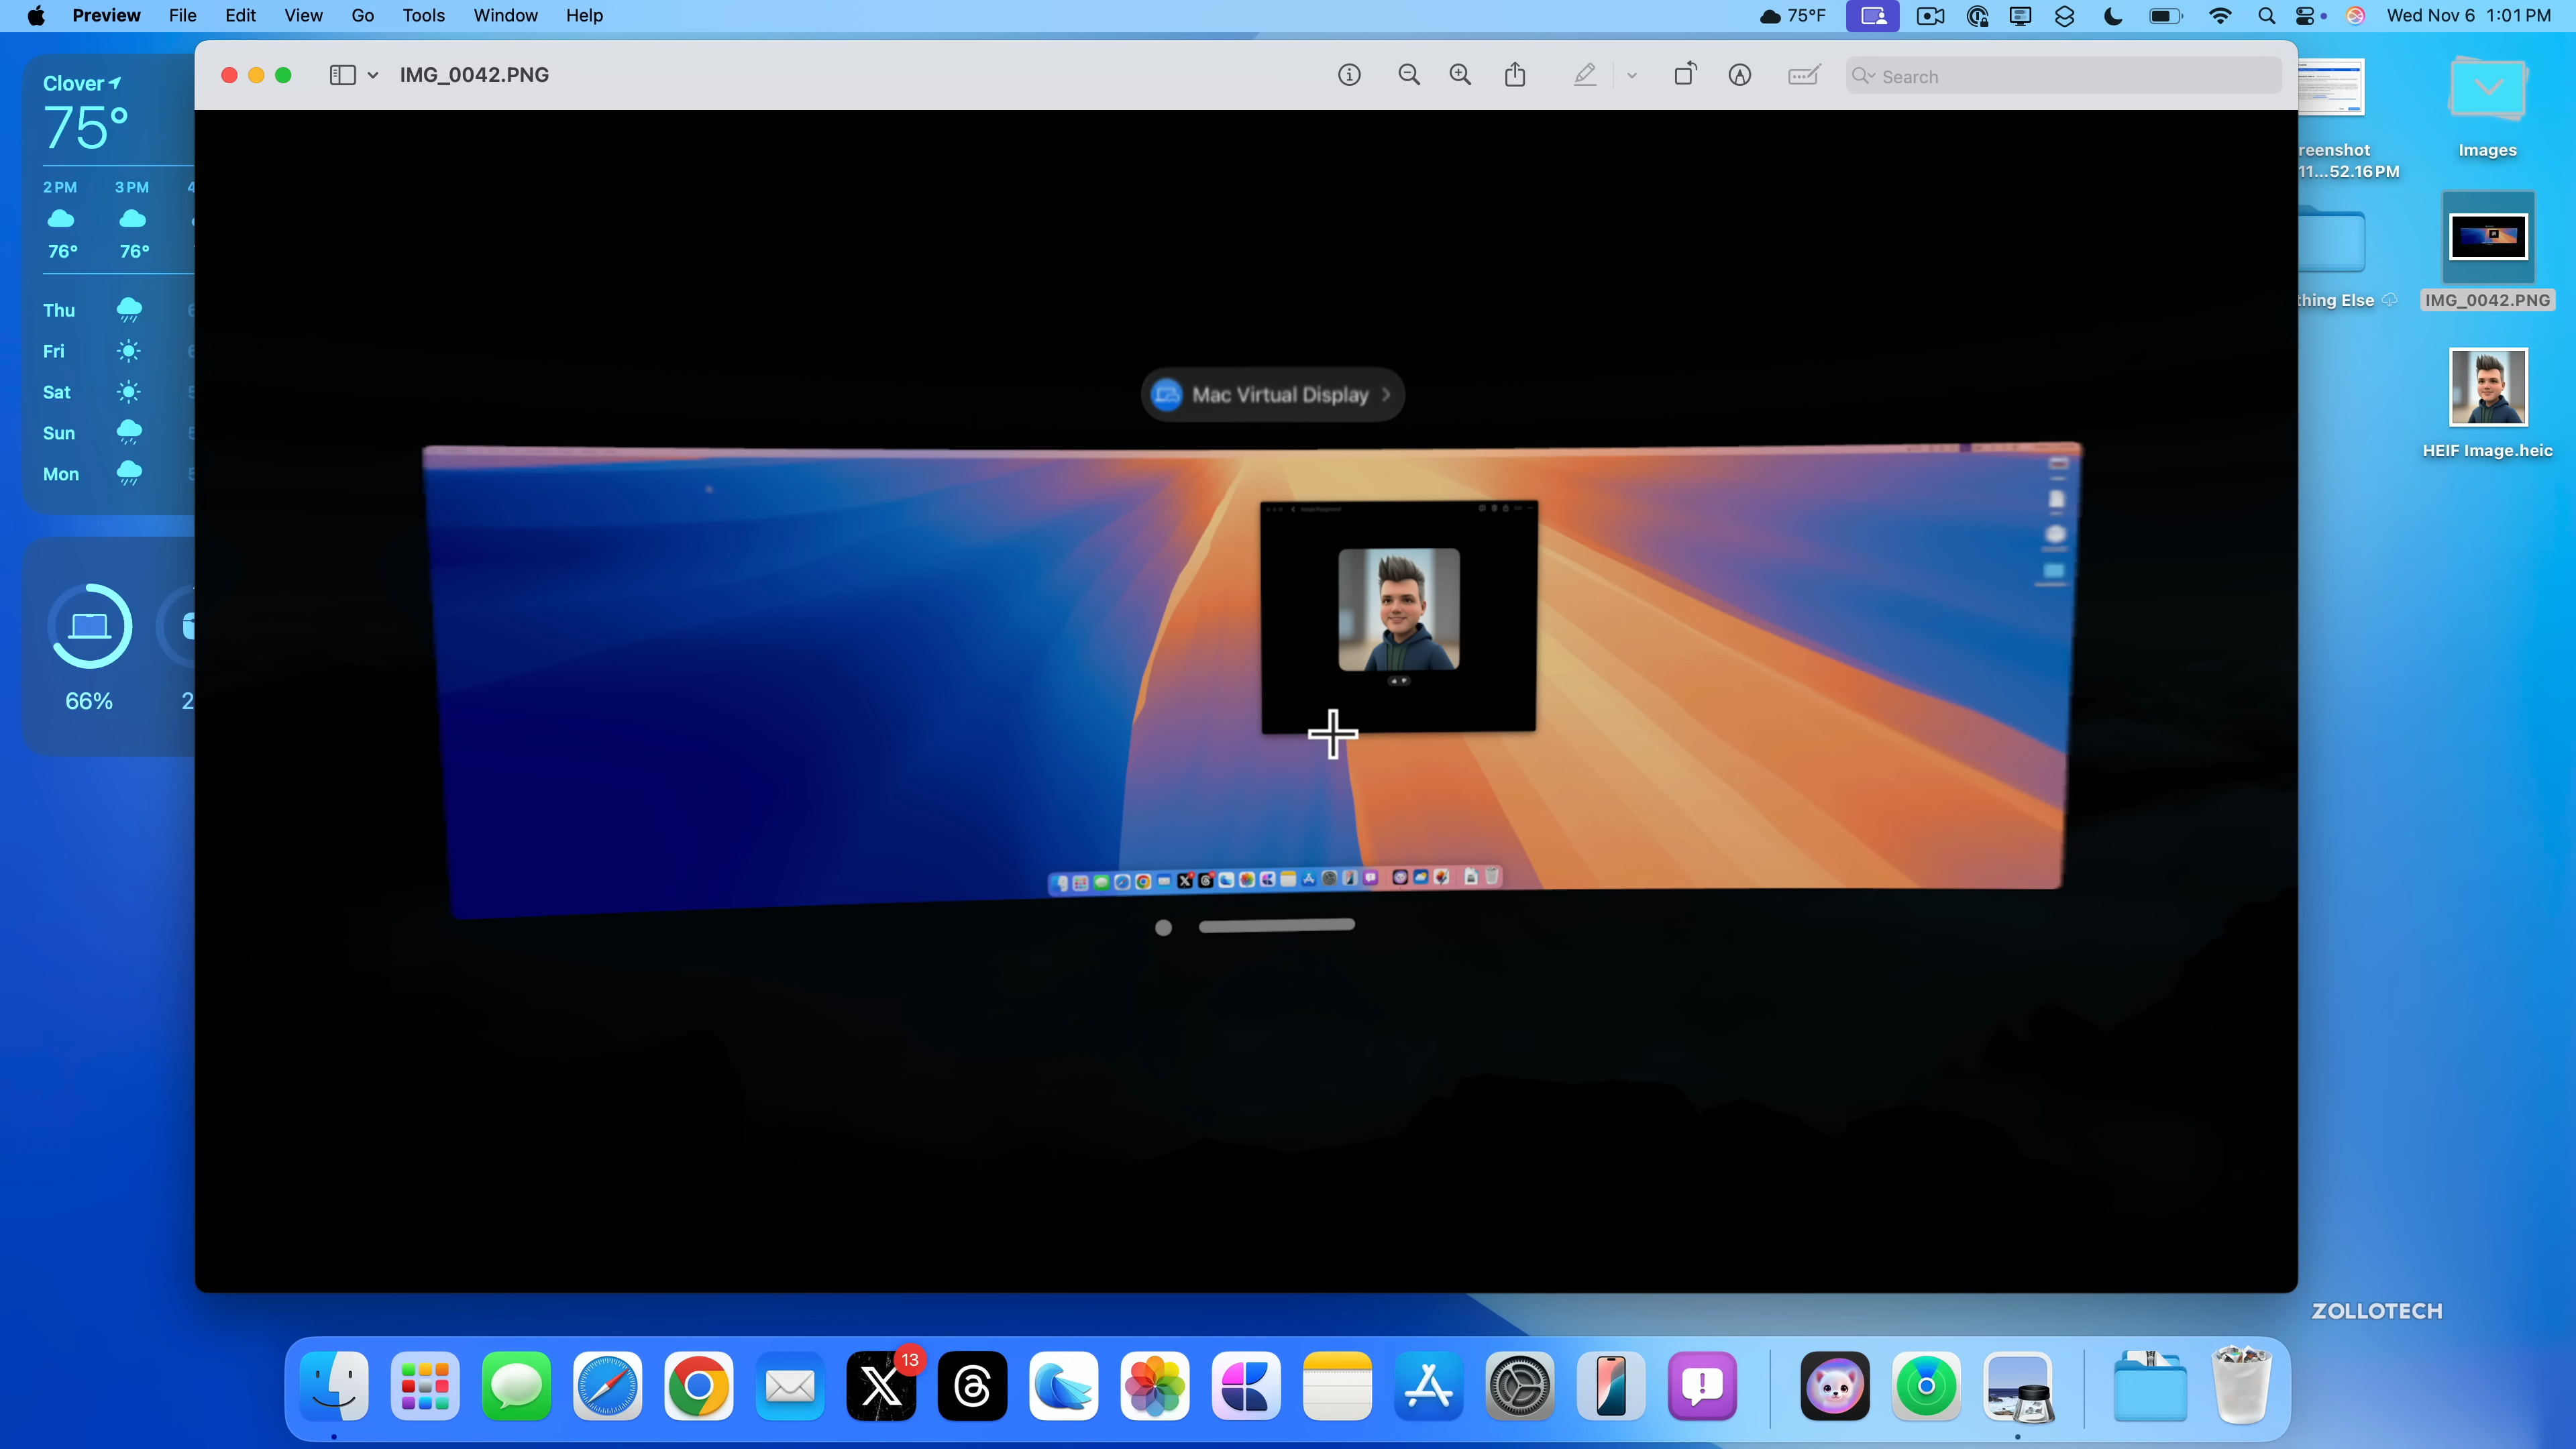 Preview File Edit View Go Tools Window Help
75°F
Wed Nov 6 1:01 PM
IMG_0042.PNG
Search
Clover
75°
2 PM 3 PM 4
76° 76°
Thu
Fri
Sat
Sun
Mon
66% 2
Mac Virtual Display
reenshot
11...52.16 PM
Images
thing Else
IMG_0042.PNG
HEIF Image.heic
ZOLLOTECH
13